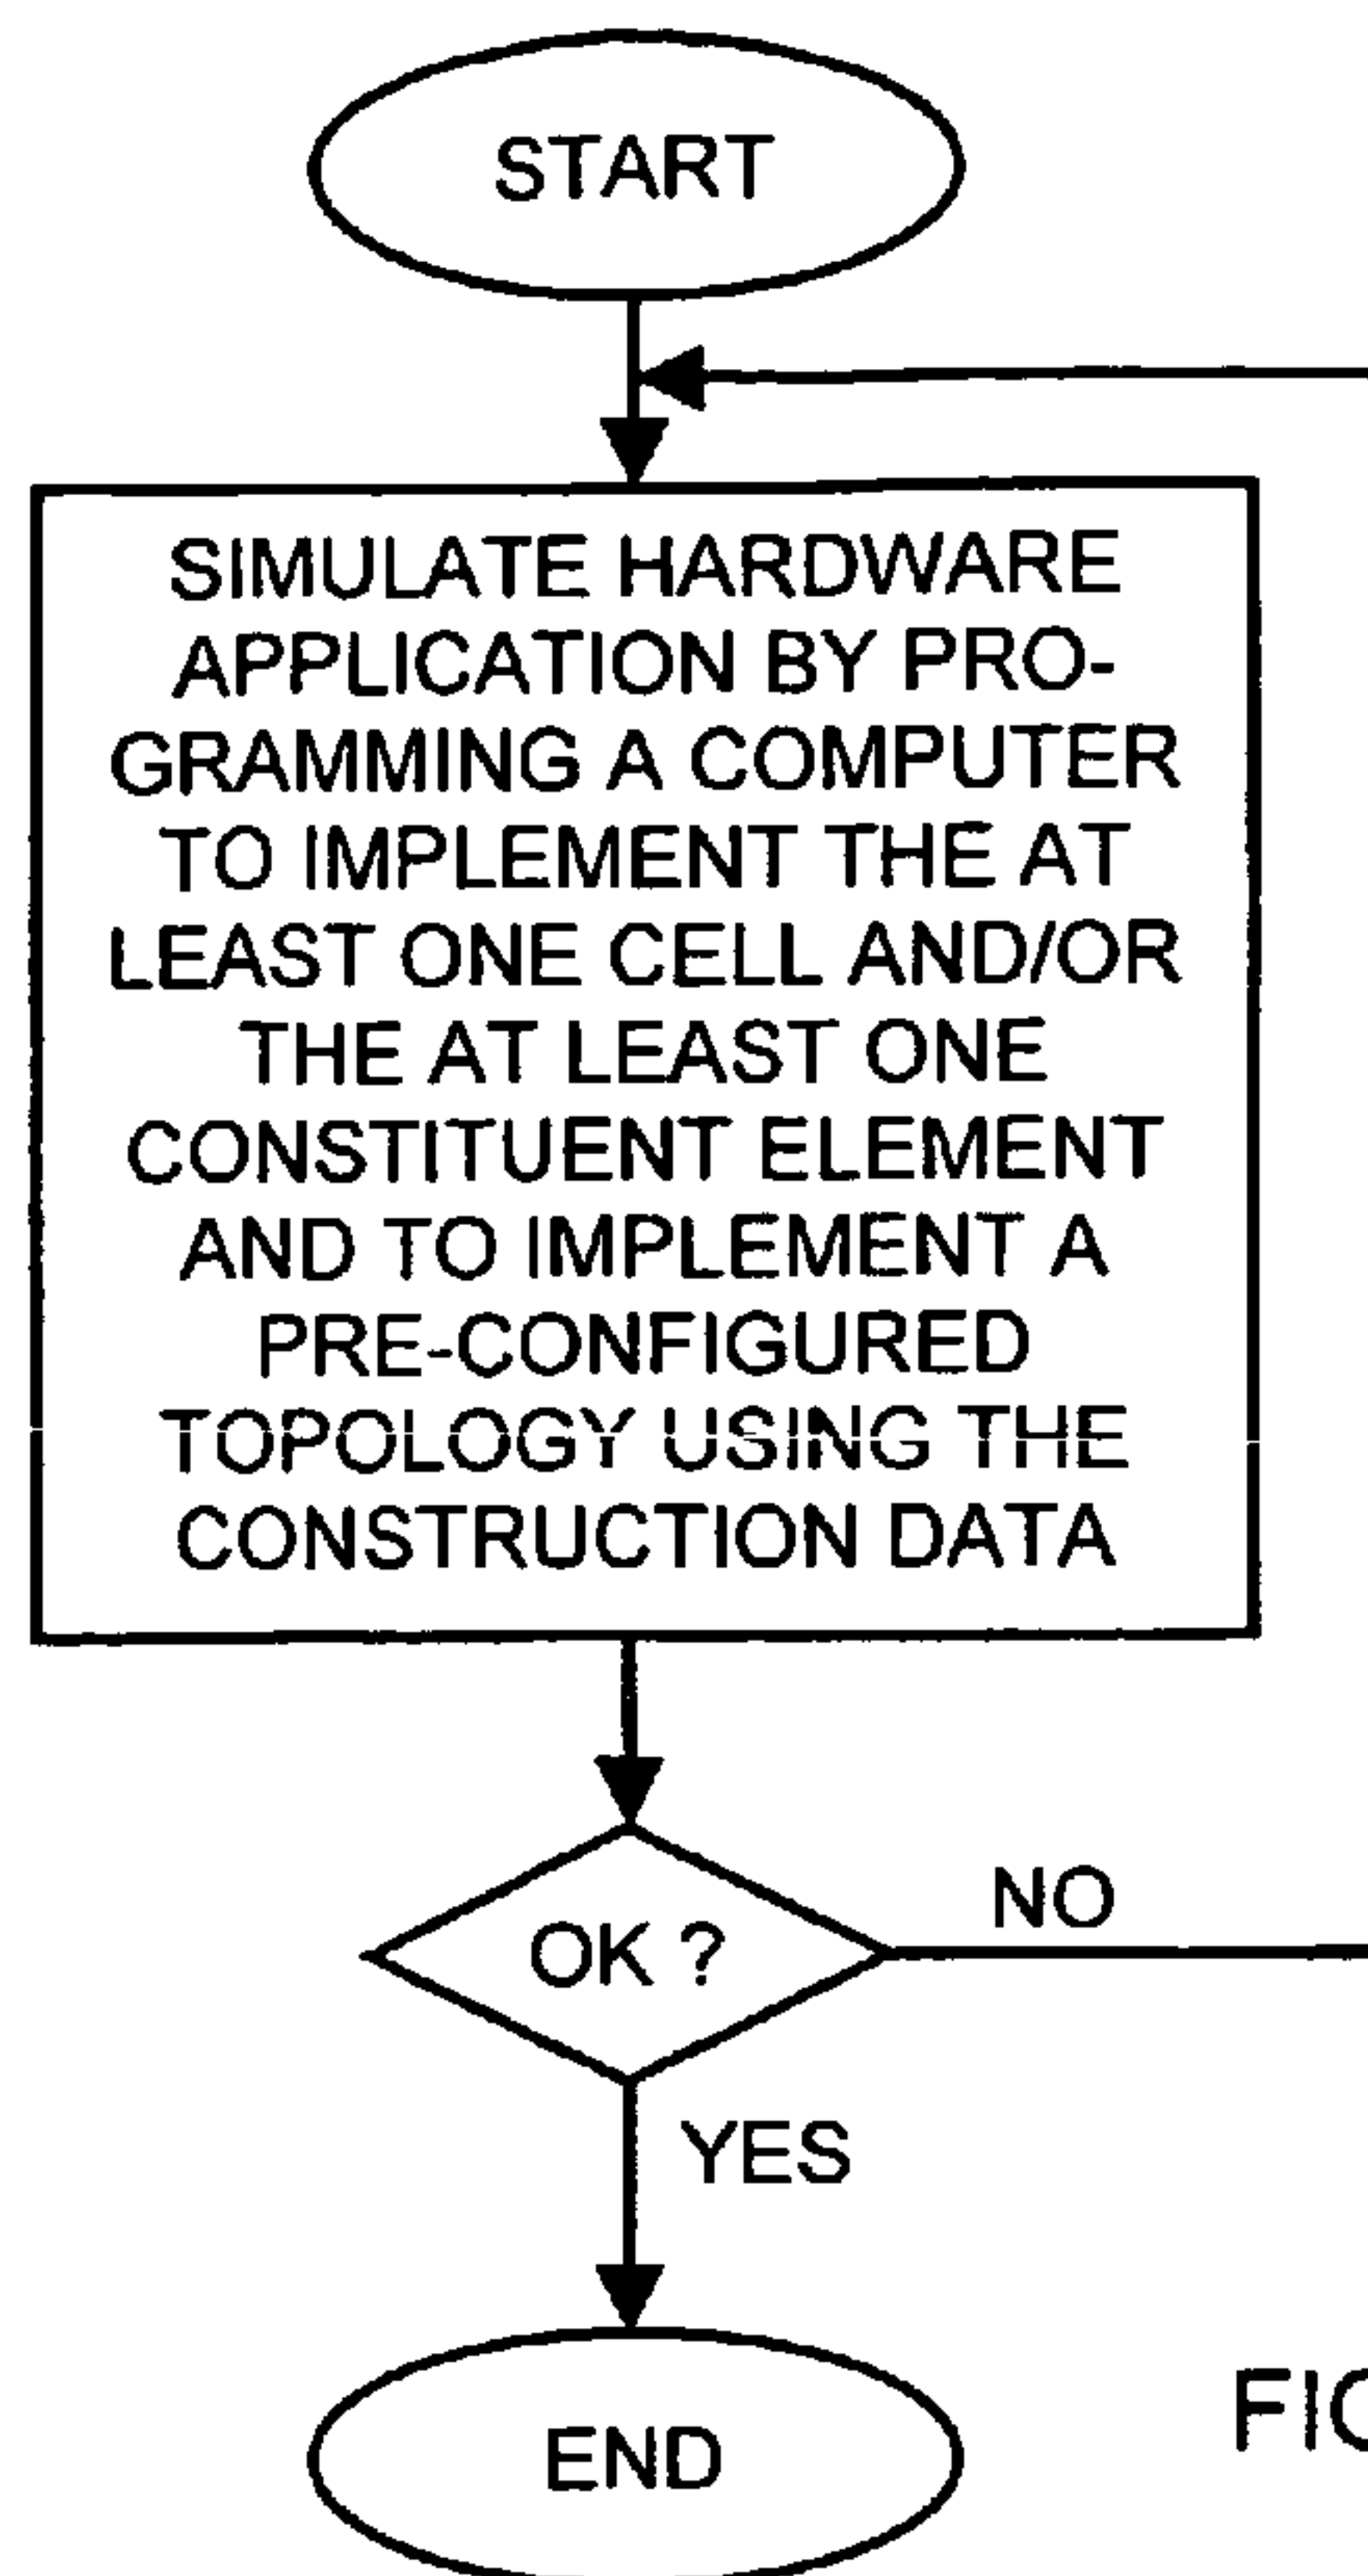 START
SIMULATE HARDWARE
APPLICATION BY PRO-
GRAMMING A COMPUTER
TO IMPLEMENT THE AT
LEAST ONE CELL AND/OR
THE AT LEAST ONE
CONSTITUENT ELEMENT
AND TO IMPLEMENT A
PRE-CONFIGURED
TOPOLOGY USING THE
CONSTRUCTION DATA
OK ?
NO
YES
END